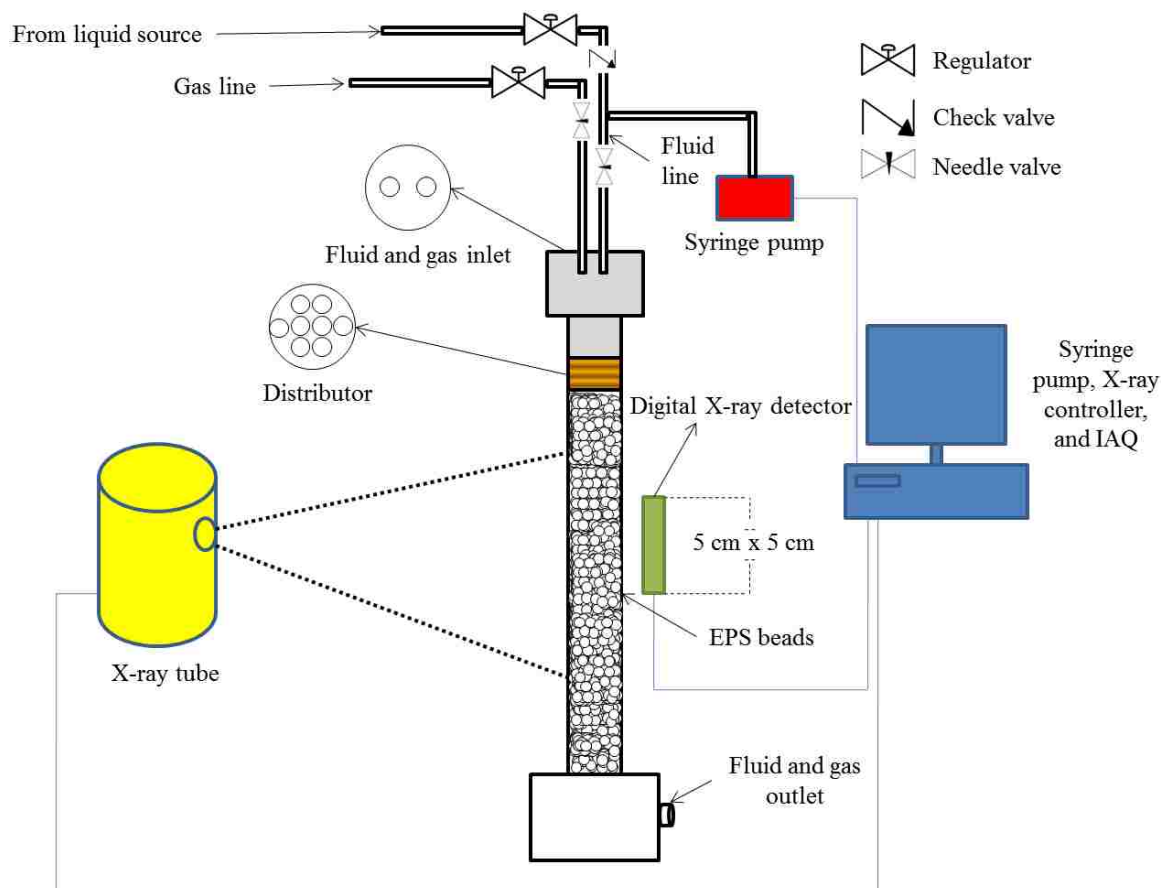 From liquid source
Gas line
Regulator
Check valve
Needle valve
Fluid
line
Syringe pump
Fluid and gas inlet
Distributor
Digital X-ray detector
Syringe
pump, X-ray
controller,
and IAQ
5 cm x 5 cm
EPS beads
X-ray tube
Fluid and gas
outlet